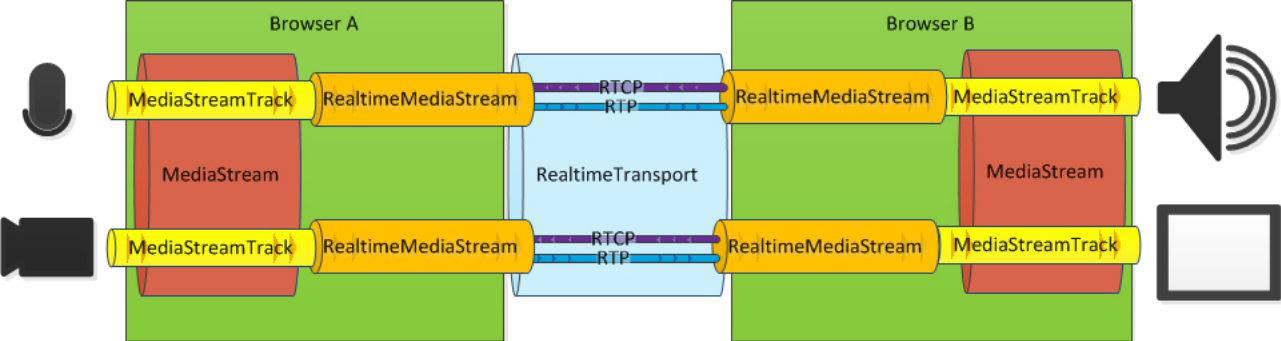 Browser A
Browser B
MediaStreamTrack
RealtimeMediaStream
RTCP
RTP
RealtimeMediaStream
MediaStreamTrack
MediaStream
RealtimeTransport
MediaStream
MediaStreamTrack
RealtimeMediaStream
RTCP
RTP
RealtimeMediaStream
MediaStreamTrack